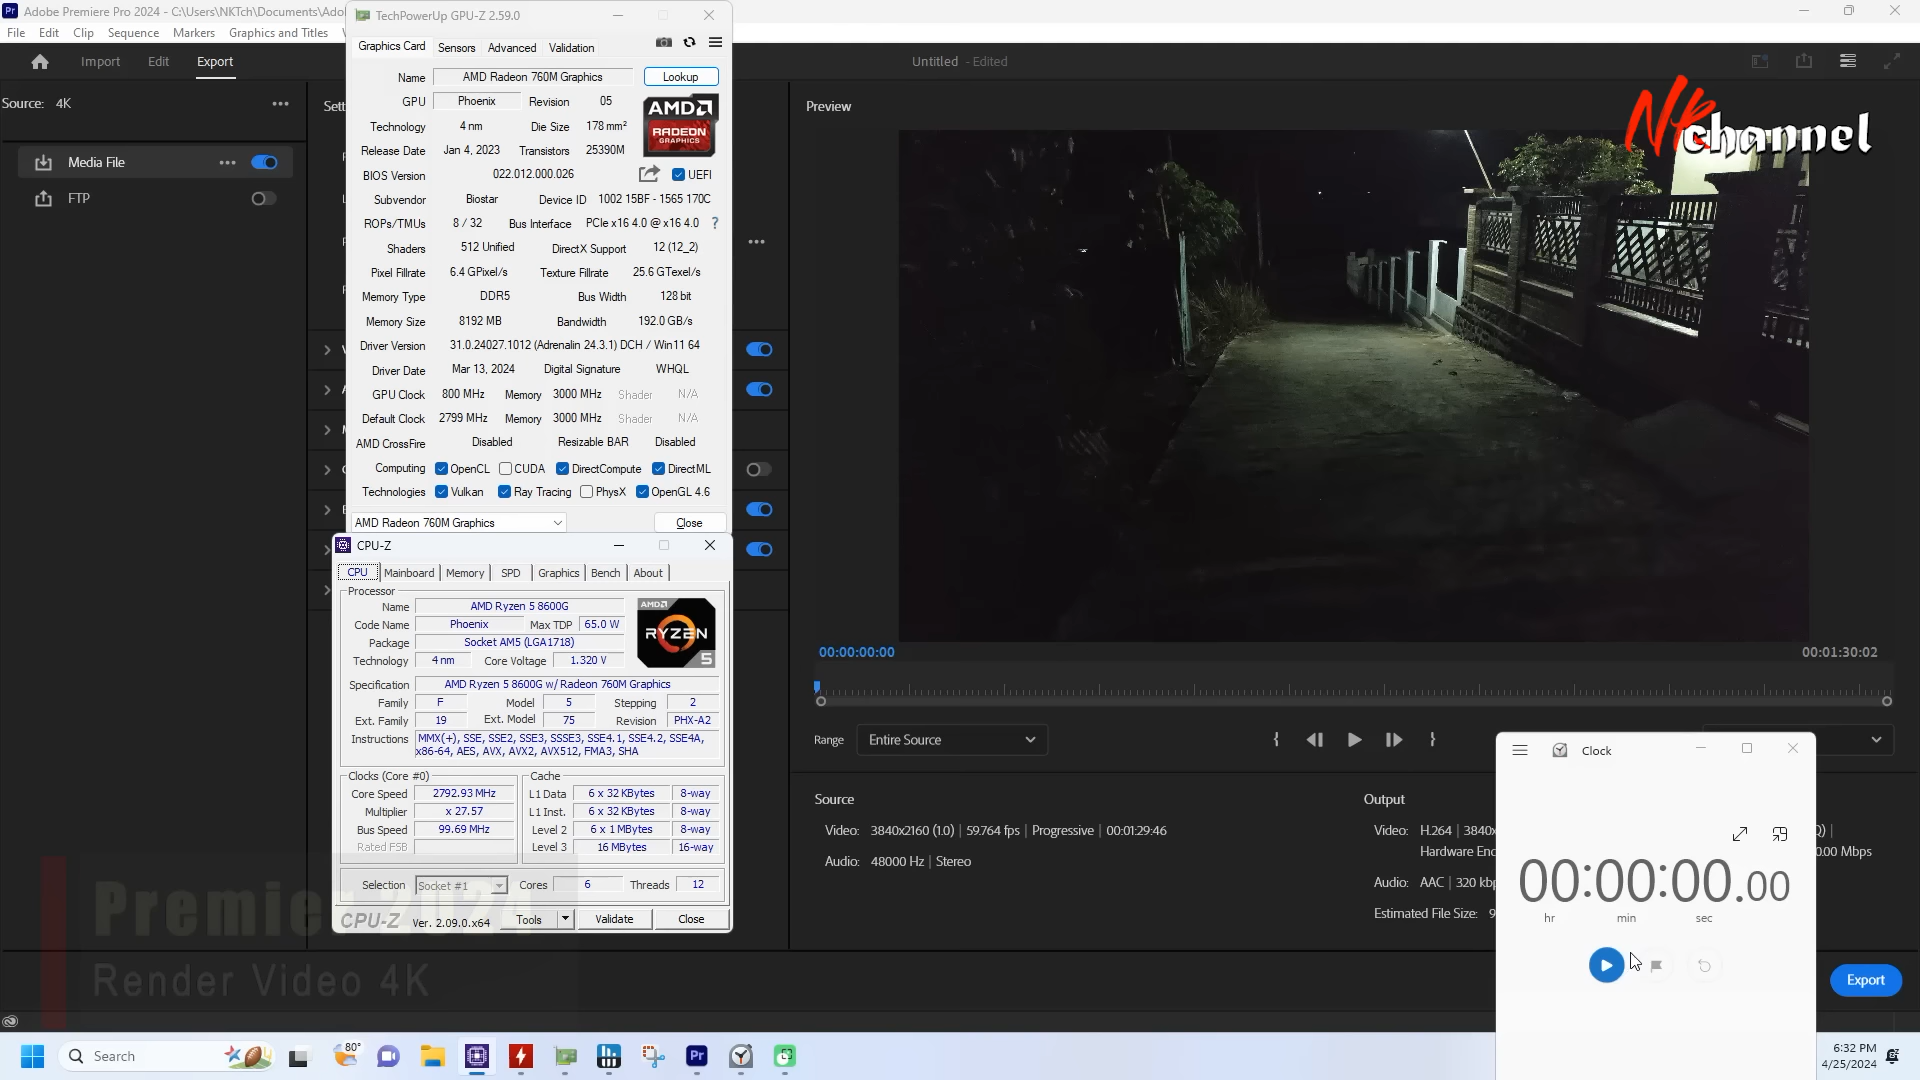 Adobe Premiere Pro 2024 - C:\Users\NKTch\Documents\Adol
File Edit Clip Sequence Markers Graphics and Titles
Import Edit Export
Untitled - Edited
Source: 4K
Sett
Media File
FTP
TechPowerUp GPU-Z 2.59.0
Graphics Card Sensors Advanced Validation
Name AMD Radeon 760M Graphics Lookup
GPU Phoenix Revision 05
Technology 4 nm Die Size 178 mm²
Release Date Jan 4, 2023 Transistors 25390M
BIOS Version 022.012.000.026 UEFI
Subvendor Biostar Device ID 1002 15BF - 1565 170C
ROPs/TMUs 8 / 32 Bus Interface PCIe x16 4.0 @ x16 4.0 ?
Shaders 512 Unified DirectX Support 12 (12_2)
Pixel Fillrate 6.4 GPixel/s Texture Fillrate 25.6 GTexel/s
Memory Type DDR5 Bus Width 128 bit
Memory Size 8192 MB Bandwidth 192.0 GB/s
Driver Version 31.0.24027.1012 (Adrenalin 24.3.1) DCH / Win11 64
Driver Date Mar 13, 2024 Digital Signature WHQL
GPU Clock 800 MHz Memory 3000 MHz Shader N/A
Default Clock 2799 MHz Memory 3000 MHz Shader N/A
AMD CrossFire Disabled Resizable BAR Disabled
Computing OpenCL CUDA DirectCompute DirectML
Technologies Vulkan Ray Tracing PhysX OpenGL 4.6
AMD Radeon 760M Graphics Close
AMD
RADEON
GRAPHICS
CPU-Z
CPU Mainboard Memory SPD Graphics Bench About
Processor
Name AMD Ryzen 5 8600G
Code Name Phoenix Max TDP 65.0 W
Package Socket AM5 (LGA1718)
Technology 4 nm Core Voltage 1.320 V
Specification AMD Ryzen 5 8600G w/ Radeon 760M Graphics
Family F Model 5 Stepping 2
Ext. Family 19 Ext. Model 75 Revision PHX-A2
Instructions MMX(+), SSE, SSE2, SSE3, SSSE3, SSE4.1, SSE4.2, SSE4A,
x86-64, AES, AVX, AVX2, AVX512, FMA3, SHA
AMD
RYZEN
5
Clocks (Core #0) Cache
Core Speed 2792.93 MHz L1 Data 6 x 32 KBytes 8-way
Multiplier x 27.57 L1 Inst. 6 x 32 KBytes 8-way
Bus Speed 99.69 MHz Level 2 6 x 1 MBytes 8-way
Rated FSB Level 3 16 MBytes 16-way
Selection Socket #1 Cores 6 Threads 12
CPU-Z Ver. 2.09.0.x64 Tools Validate Close
Premier 2024
Render Video 4K
Preview
NK channel
00:00:00:00 00:01:30:02
Range Entire Source
Source
Video: 3840x2160 (1.0) | 59.764 fps | Progressive | 00:01:29:46
Audio: 48000 Hz | Stereo
Output
Video: H.264 | 3840x
Hardware Enc
0.00 Mbps
Audio: AAC | 320 kbp
Estimated File Size: 9
Clock
00:00:00.00
hr min sec
Export
Search
80°
6:32 PM
4/25/2024